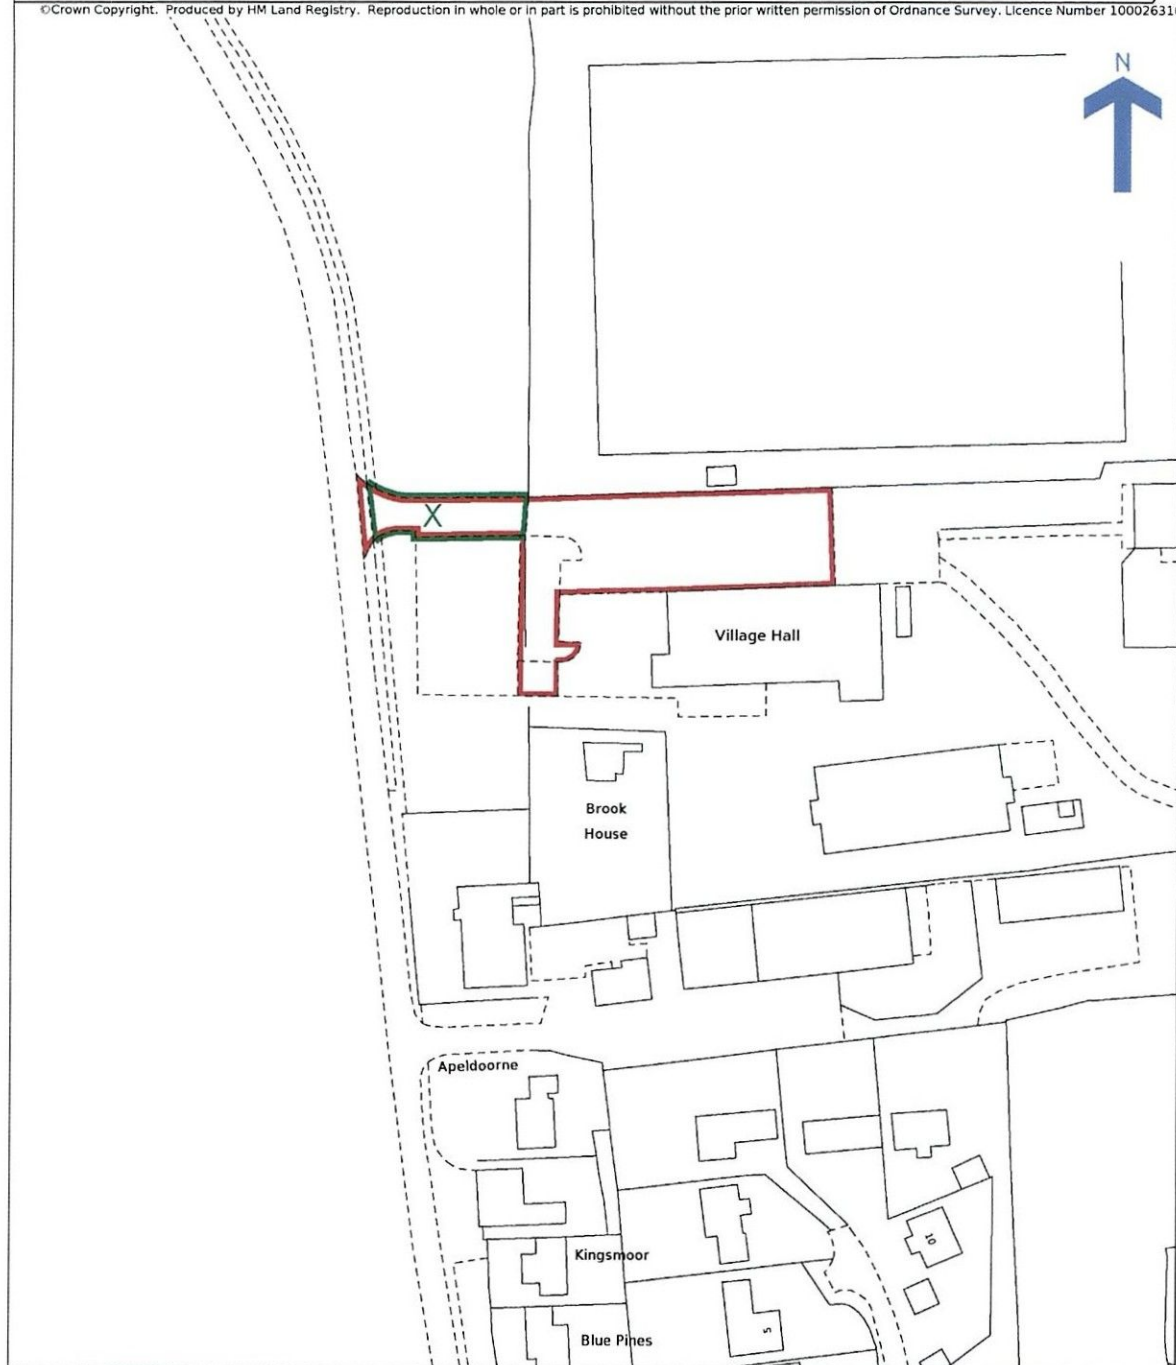 ©Crown Copyright. Produced by HM Land Registry. Reproduction in whole or in part is prohibited without the prior written permission of Ordnance Survey. Licence Number 100026316
N
X
Village Hall
Brook
House
Apeldoorne
10
Kingsmoor
5
Blue Pines